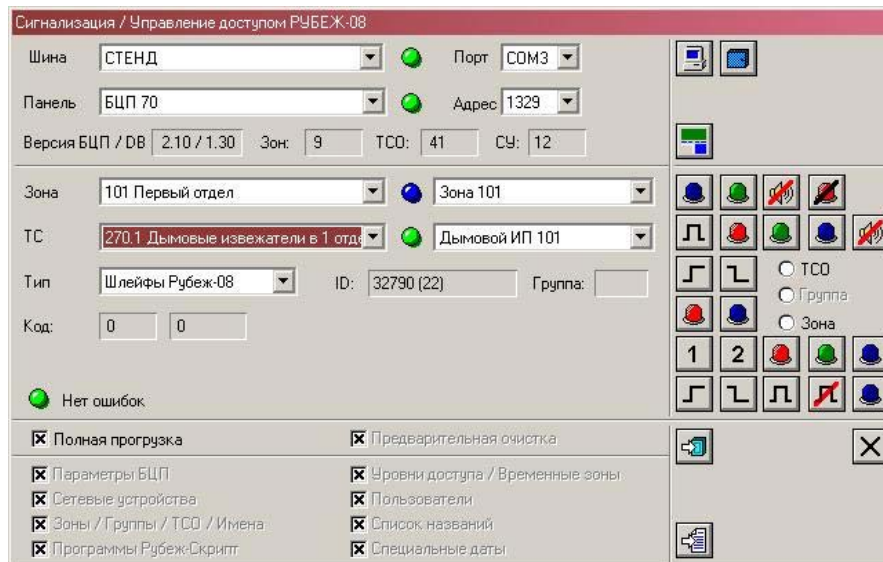 Сигнализация / Управление доступом РУБЕЖ-08
Шина СТЕНД Порт COM3
Панель БЦП 70 Адрес 1329
Версия БЦП / DB 2.10 / 1.30 Зон: 9 ТСО: 41 СУ: 12
Зона 101 Первый отдел Зона 101
ТС 270.1 Дымовые извежатели в 1 отде Дымовой ИП 101
Тип Шлейфы Рубеж-08 ID: 32790 (22) Группа:
ТСО
Группа
Код: 0 0 Зона
1 2
Нет ошибок
Полная прогрузка Предварительная очистка
Параметры БЦП Уровни доступа / Временные зоны
Сетевые устройства Пользователи
Зоны / Группы / ТСО / Имена Список названий
Программы Рубеж-Скрипт Специальные даты